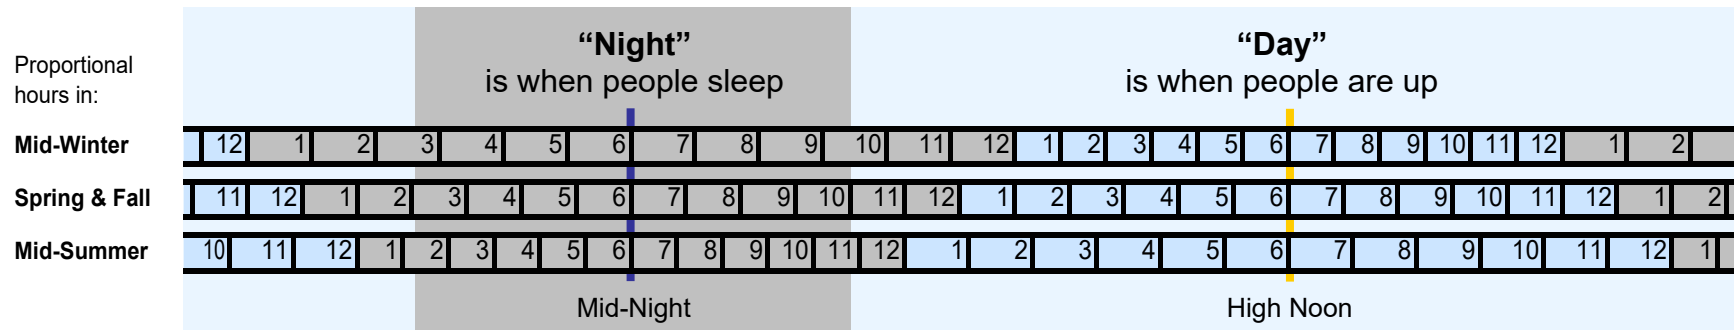 “Night”
is when people sleep
“Day”
is when people are up
Proportional
hours in:
Mid-Winter 12 1 2 3 4 5 6 7 8 9 10 11 12 1 2 3 4 5 6 7 8 9 10 11 12 1 2
Spring & Fall 11 12 1 2 3 4 5 6 7 8 9 10 11 12 1 2 3 4 5 6 7 8 9 10 11 12 1 2
Mid-Summer 10 11 12 1 2 3 4 5 6 7 8 9 10 11 12 1 2 3 4 5 6 7 8 9 10 11 12 1
Mid-Night
High Noon